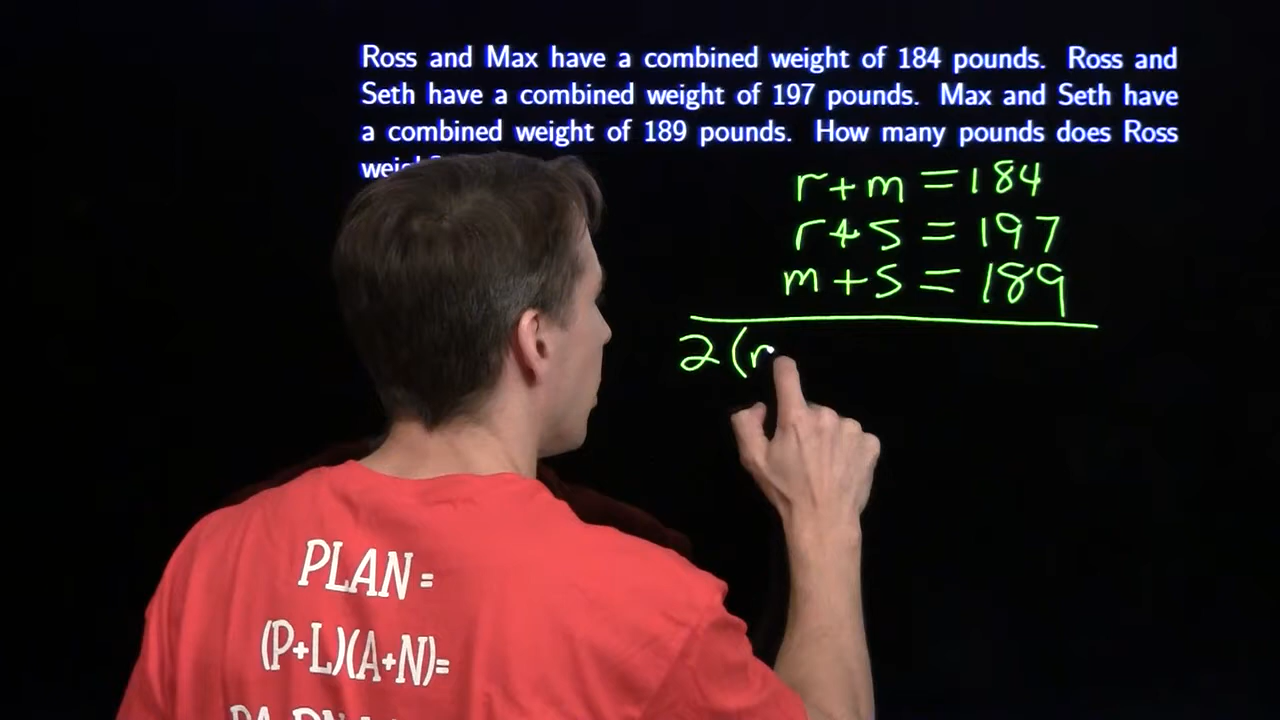 Ross and Max have a combined weight of 184 pounds. Ross and
Seth have a combined weight of 197 pounds. Max and Seth have
a combined weight of 189 pounds. How many pounds does Ross
r+m = 184
r+s = 197
m+s = 189
2(r
PLAN =
(P+L)(A+N)=